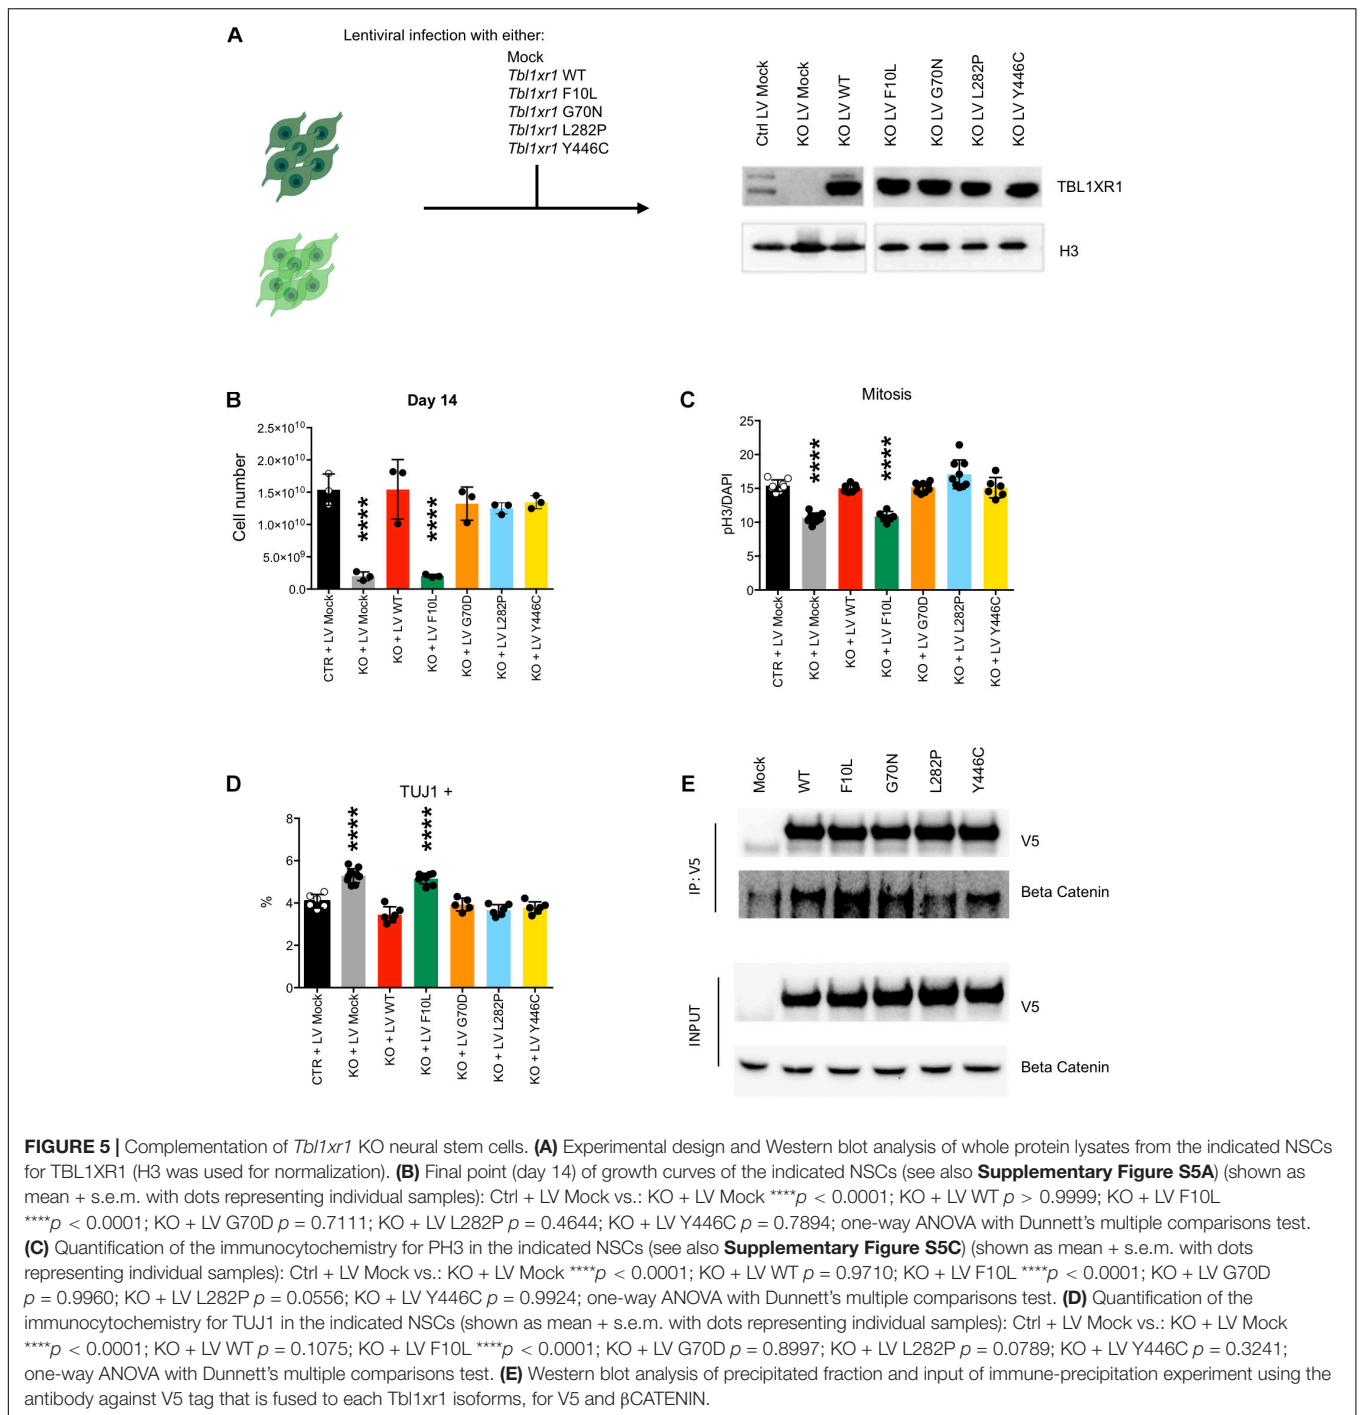 A
Lentiviral infection with either:
Mock
Tbl1xr1 WT
Tbl1xr1 F10L
Tbl1xr1 G70N
Tbl1xr1 L282P
Tbl1xr1 Y446C
Ctrl LV Mock
KO LV Mock
KO LV WT
KO LV F10L
KO LV G70N
KO LV L282P
KO LV Y446C
TBL1XR1
H3
B
Day 14
Cell number
2.5×10¹⁰
2.0×10¹⁰
1.5×10¹⁰
1.0×10¹⁰
5.0×10⁹
0.0
****
****
CTR + LV Mock
KO + LV Mock
KO + LV WT
KO + LV F10L
KO + LV G70D
KO + LV L282P
KO + LV Y446C
C
Mitosis
pH3/DAPI
25
20
15
10
5
0
****
****
CTR + LV Mock
KO + LV Mock
KO + LV WT
KO + LV F10L
KO + LV G70D
KO + LV L282P
KO + LV Y446C
D
TUJ1 +
%
8
6
4
2
0
****
****
CTR + LV Mock
KO + LV Mock
KO + LV WT
KO + LV F10L
KO + LV G70D
KO + LV L282P
KO + LV Y446C
E
Mock
WT
F10L
G70N
L282P
Y446C
IP: V5
V5
Beta Catenin
INPUT
V5
Beta Catenin
FIGURE 5 | Complementation of Tbl1xr1 KO neural stem cells. (A) Experimental design and Western blot analysis of whole protein lysates from the indicated NSCs
for TBL1XR1 (H3 was used for normalization). (B) Final point (day 14) of growth curves of the indicated NSCs (see also Supplementary Figure S5A) (shown as
mean + s.e.m. with dots representing individual samples): Ctrl + LV Mock vs.: KO + LV Mock ****p < 0.0001; KO + LV WT p > 0.9999; KO + LV F10L
****p < 0.0001; KO + LV G70D p = 0.7111; KO + LV L282P p = 0.4644; KO + LV Y446C p = 0.7894; one-way ANOVA with Dunnett's multiple comparisons test.
(C) Quantification of the immunocytochemistry for PH3 in the indicated NSCs (see also Supplementary Figure S5C) (shown as mean + s.e.m. with dots
representing individual samples): Ctrl + LV Mock vs.: KO + LV Mock ****p < 0.0001; KO + LV WT p = 0.9710; KO + LV F10L ****p < 0.0001; KO + LV G70D
p = 0.9960; KO + LV L282P p = 0.0556; KO + LV Y446C p = 0.9924; one-way ANOVA with Dunnett's multiple comparisons test. (D) Quantification of the
immunocytochemistry for TUJ1 in the indicated NSCs (shown as mean + s.e.m. with dots representing individual samples): Ctrl + LV Mock vs.: KO + LV Mock
****p < 0.0001; KO + LV WT p = 0.1075; KO + LV F10L ****p < 0.0001; KO + LV G70D p = 0.8997; KO + LV L282P p = 0.0789; KO + LV Y446C p = 0.3241;
one-way ANOVA with Dunnett's multiple comparisons test. (E) Western blot analysis of precipitated fraction and input of immune-precipitation experiment using the
antibody against V5 tag that is fused to each Tbl1xr1 isoforms, for V5 and βCATENIN.